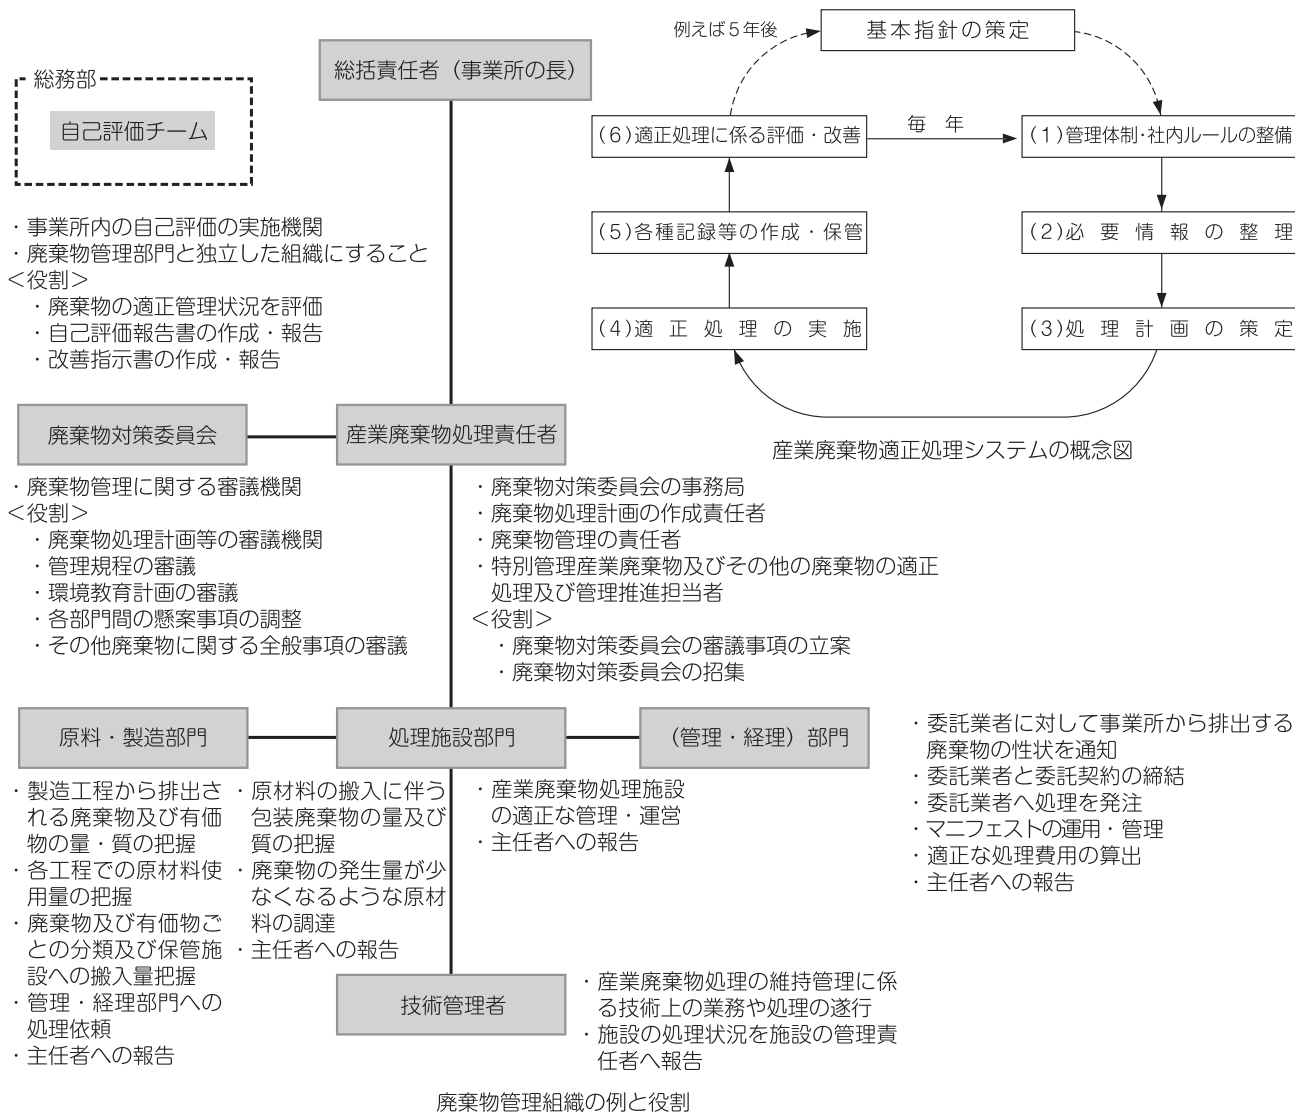 総括責任者（事業所の長）
総務部
自己評価チーム
・事業所内の自己評価の実施機関
・廃棄物管理部門と独立した組織にすること
＜役割＞
・廃棄物の適正管理状況を評価
・自己評価報告書の作成・報告
・改善指示書の作成・報告
例えば５年後
基本指針の策定
(６)適正処理に係る評価・改善
毎　年
(１)管理体制･社内ルールの整備
(５)各種記録等の作成・保管
(２)必要情報の整理
(４)適正処理の実施
(３)処理計画の策定
産業廃棄物適正処理システムの概念図
廃棄物対策委員会
産業廃棄物処理責任者
・廃棄物管理に関する審議機関
＜役割＞
・廃棄物処理計画等の審議機関
・管理規程の審議
・環境教育計画の審議
・各部門間の懸案事項の調整
・その他廃棄物に関する全般事項の審議
・廃棄物対策委員会の事務局
・廃棄物処理計画の作成責任者
・廃棄物管理の責任者
・特別管理産業廃棄物及びその他の廃棄物の適正
処理及び管理推進担当者
＜役割＞
・廃棄物対策委員会の審議事項の立案
・廃棄物対策委員会の招集
原料・製造部門
処理施設部門
（管理・経理）部門
・製造工程から排出さ
れる廃棄物及び有価
物の量・質の把握
・各工程での原材料使
用量の把握
・廃棄物及び有価物ご
との分類及び保管施
設への搬入量把握
・管理・経理部門への
処理依頼
・主任者への報告
・原材料の搬入に伴う
包装廃棄物の量及び
質の把握
・廃棄物の発生量が少
なくなるような原材
料の調達
・主任者への報告
・産業廃棄物処理施設
の適正な管理・運営
・主任者への報告
・委託業者に対して事業所から排出する
廃棄物の性状を通知
・委託業者と委託契約の締結
・委託業者へ処理を発注
・マニフェストの運用・管理
・適正な処理費用の算出
・主任者への報告
技術管理者
・産業廃棄物処理の維持管理に係
る技術上の業務や処理の遂行
・施設の処理状況を施設の管理責
任者へ報告
廃棄物管理組織の例と役割